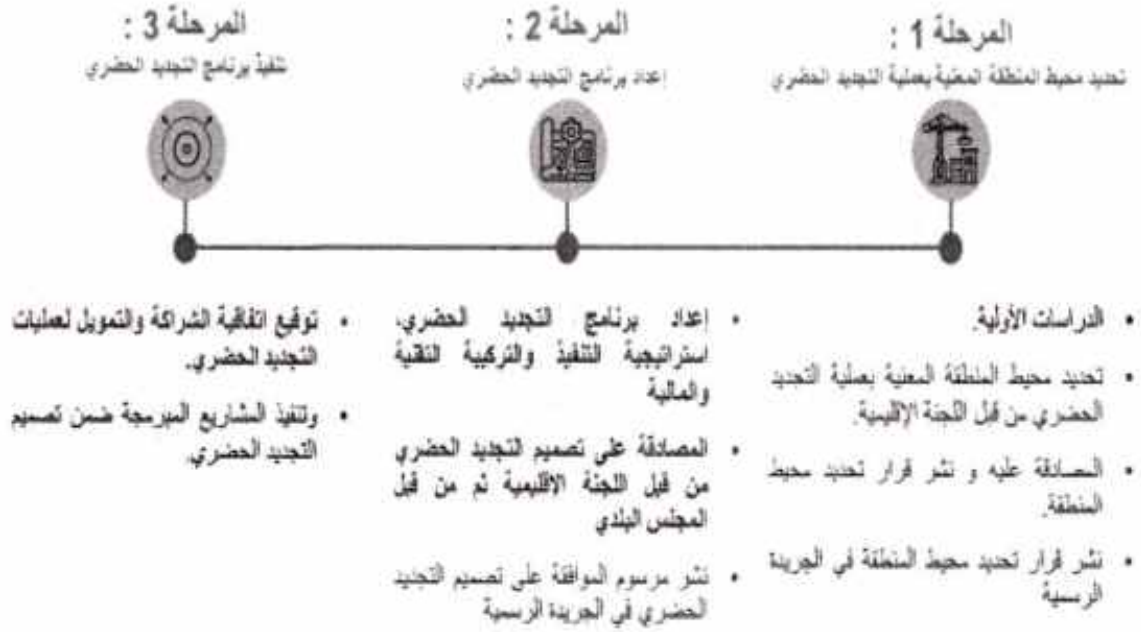 المرحلة 1 :
تحديد محيط المنطقة المعنية بعملية التجديد الحضري
المرحلة 2 :
إعداد برنامج التجديد الحضري
المرحلة 3 :
تنفيذ برنامج التجديد الحضري
• الدراسات الأولية.
• تحديد محيط المنطقة المعنية بعملية التجديد
الحضري من قبل اللجنة الإقليمية.
• المصادقة عليه و نشر قرار تحديد محيط
المنطقة.
• نشر قرار تحديد محيط المنطقة في الجريدة
الرسمية
• إعداد برنامج التجديد الحضري،
استراتيجية التنفيذ والتركيبة التقنية
والمالية
• المصادقة على تصميم التجديد الحضري
من قبل اللجنة الاقليمية ثم من قبل
المجلس البلدي
• نشر مرسوم الموافقة على تصميم التجديد
الحضري في الجريدة الرسمية
• توقيع اتفاقية الشراكة والتمويل لعمليات
التجديد الحضري.
• وتنفيذ المشاريع المبرمجة ضمن تصميم
التجديد الحضري.